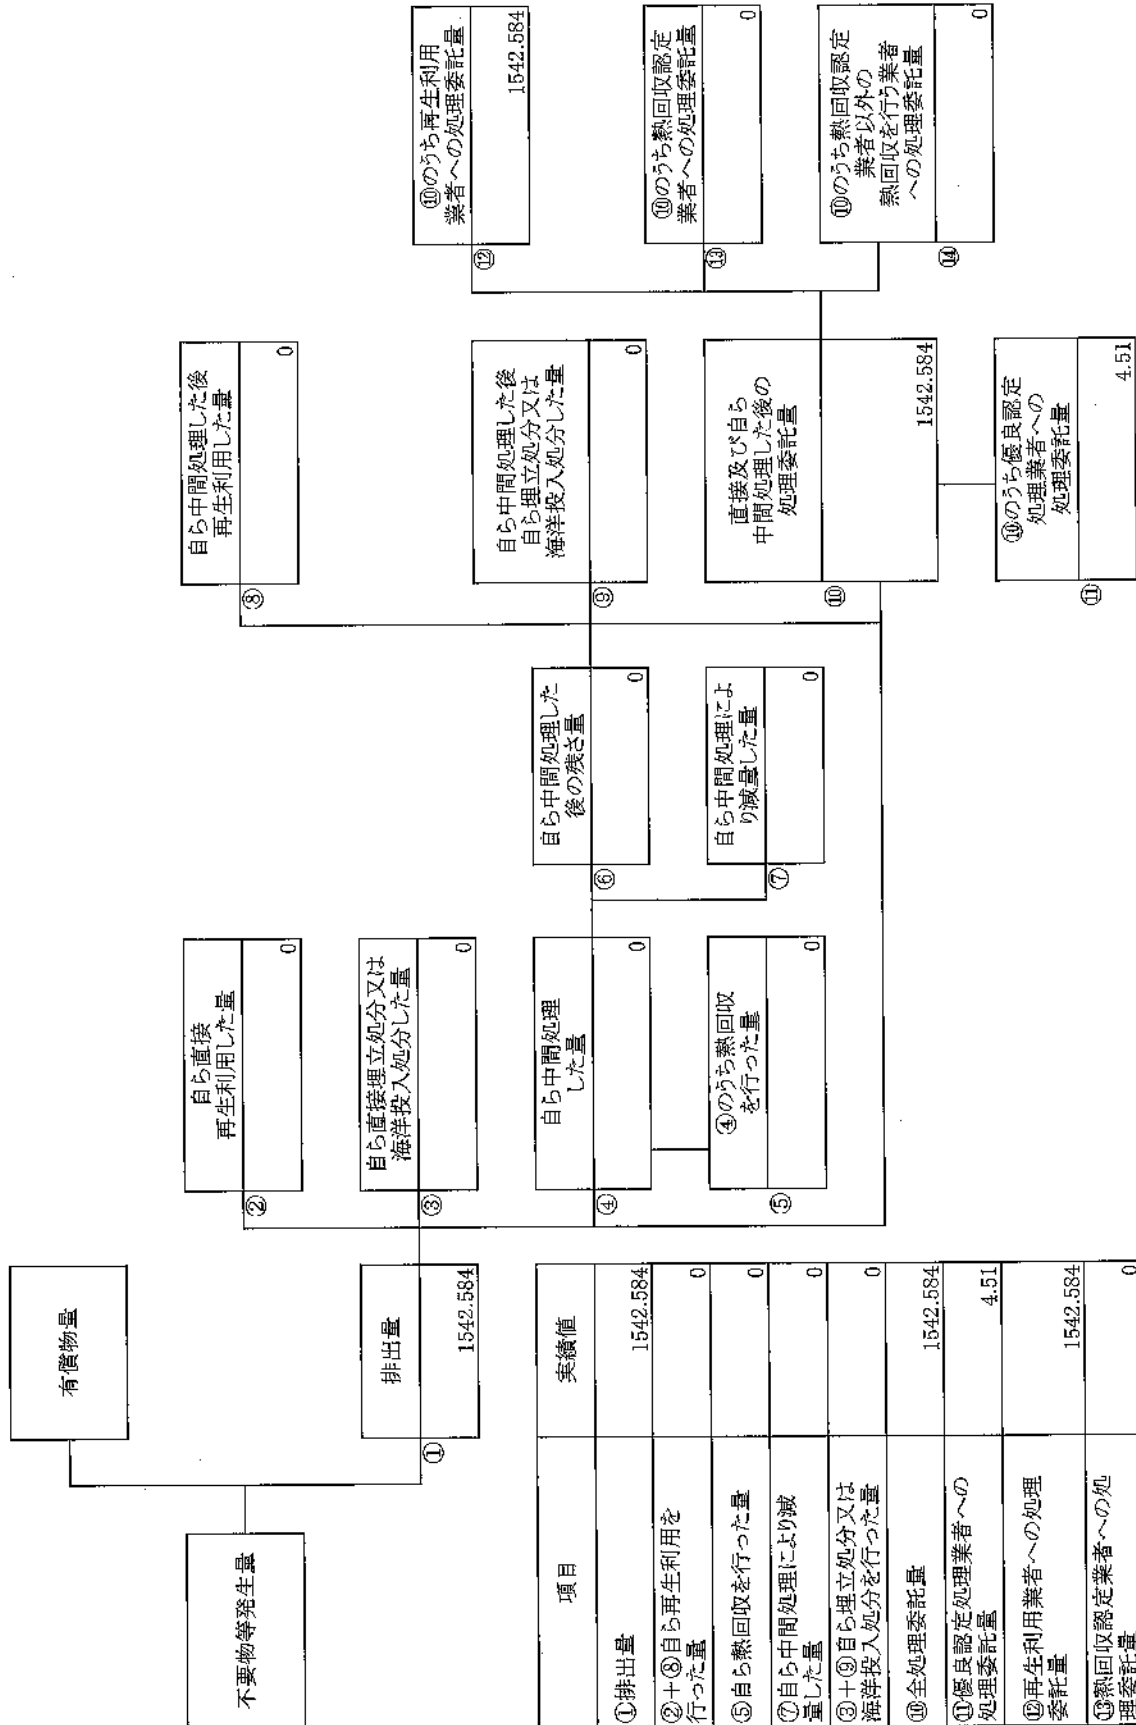 不要物等発生量
有償物量
①
排出量
1542.584
②
自ら直接
再生利用した量
0
③
自ら直接埋立処分又は
海洋投入処分した量
0
④
自ら中間処理
した量
0
⑤
④のうち熱回収
を行った量
0
⑥
自ら中間処理した
後の残さ量
0
⑦
自ら中間処理によ
り減量した量
0
⑧
自ら中間処理した後
再生利用した量
0
⑨
自ら中間処理した後
自ら埋立処分又は
海洋投入処分した量
0
⑩
直接及び自ら
中間処理した後の
処理委託量
1542.584
⑪
⑩のうち優良認定
処理業者への
処理委託量
4.51
⑫
⑩のうち再生利用
業者への処理委託量
1542.584
⑬
⑩のうち熱回収認定
業者への処理委託量
0
⑭
⑩のうち熱回収認定
業者以外の
熱回収を行う業者
への処理委託量
0
項目
実績値
①排出量
1542.584
②+⑧自ら再生利用を
行った量
0
⑤自ら熱回収を行った量
0
⑦自ら中間処理により減
量した量
0
③+⑨自ら埋立処分又は
海洋投入処分を行った量
0
⑩全処理委託量
1542.584
⑪優良認定処理業者への
処理委託量
4.51
⑫再生利用業者への処理
委託量
1542.584
⑬熱回収認定業者への処
理委託量
0